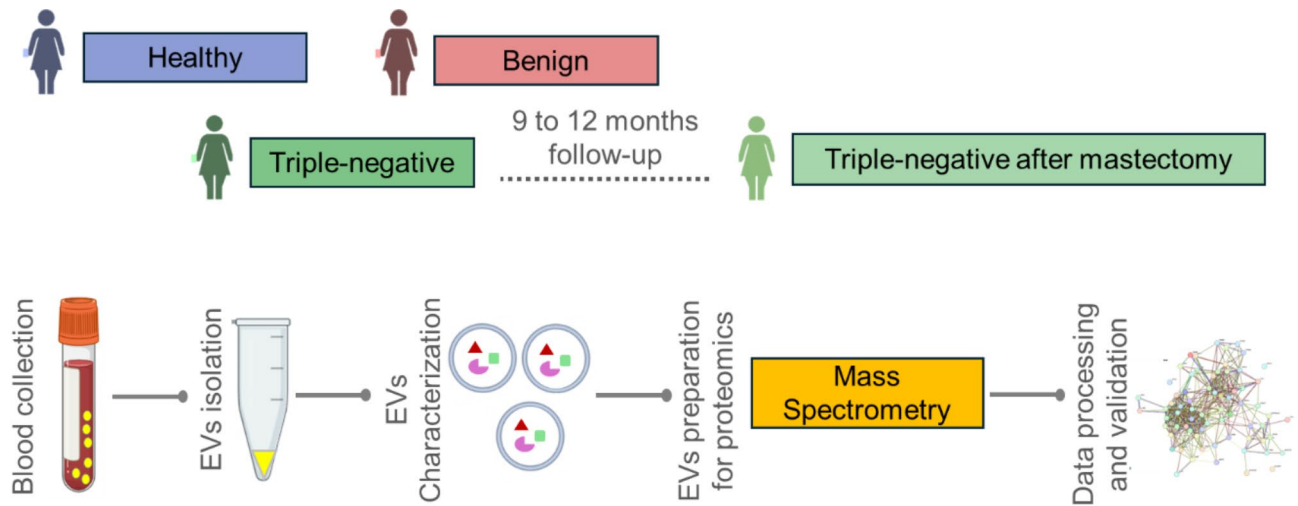 Healthy
Benign
Triple-negative
9 to 12 months
follow-up
Triple-negative after mastectomy
Blood collection
EVs isolation
EVs
Characterization
EVs preparation
for proteomics
Mass
Spectrometry
Data processing
and validation